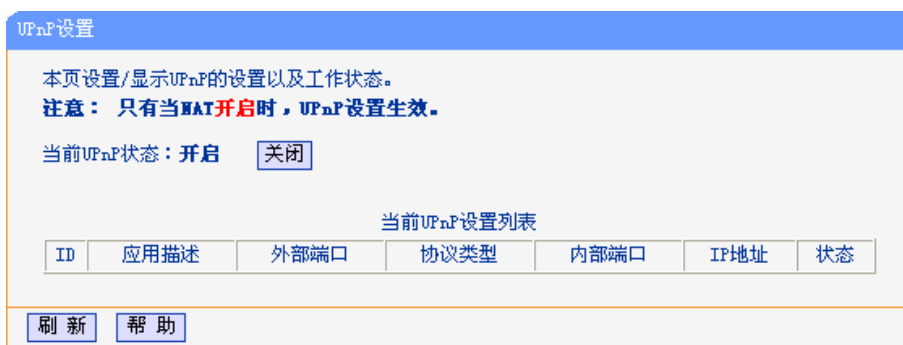 UPnP设置
本页设置/显示UPnP的设置以及工作状态。
注意： 只有当NAT开启时，UPnP设置生效。
当前UPnP状态：开启 关闭
当前UPnP设置列表
ID 应用描述 外部端口 协议类型 内部端口 IP地址 状态
刷 新 帮 助